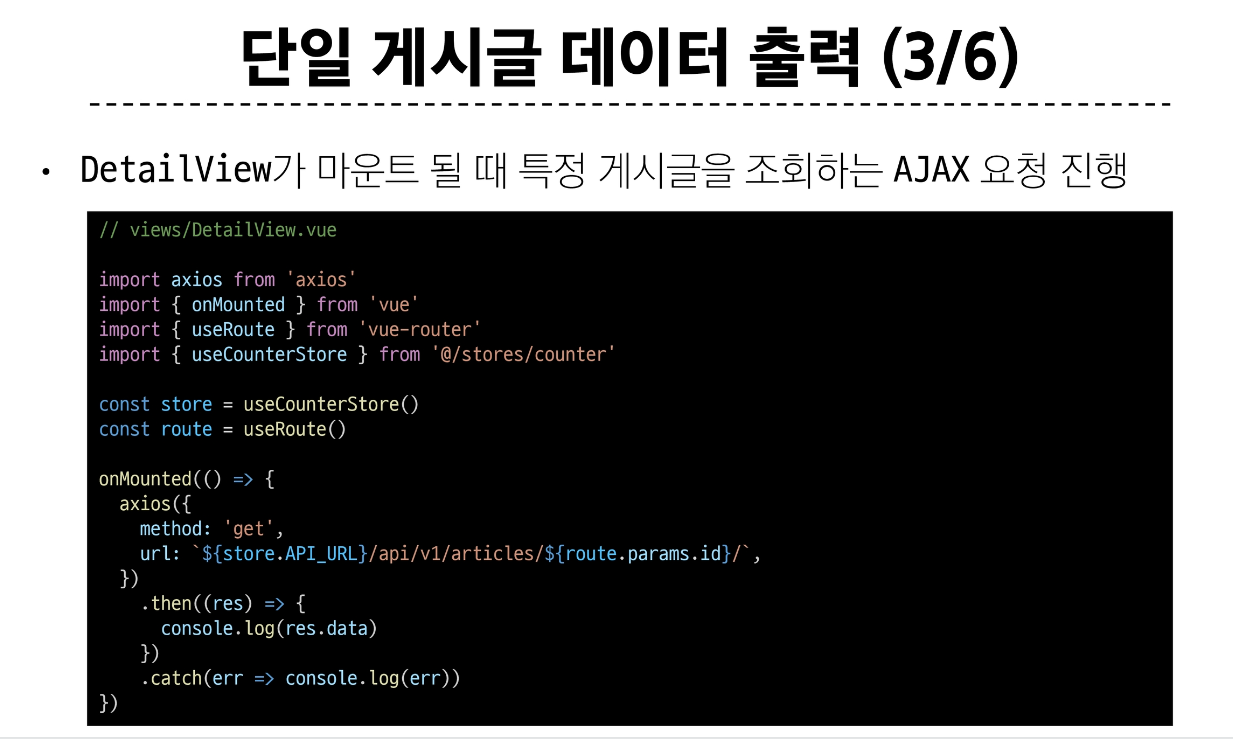 단일 게시글 데이터 출력 (3/6)
• DetailView가 마운트 될 때 특정 게시글을 조회하는 AJAX 요청 진행
// views/DetailView.vue

import axios from 'axios'
import { onMounted } from 'vue'
import { useRoute } from 'vue-router'
import { useCounterStore } from '@/stores/counter'

const store = useCounterStore()
const route = useRoute()

onMounted(() => {
  axios({
    method: 'get',
    url: `${store.API_URL}/api/v1/articles/${route.params.id}/`,
  })
    .then((res) => {
      console.log(res.data)
    })
    .catch(err => console.log(err))
})